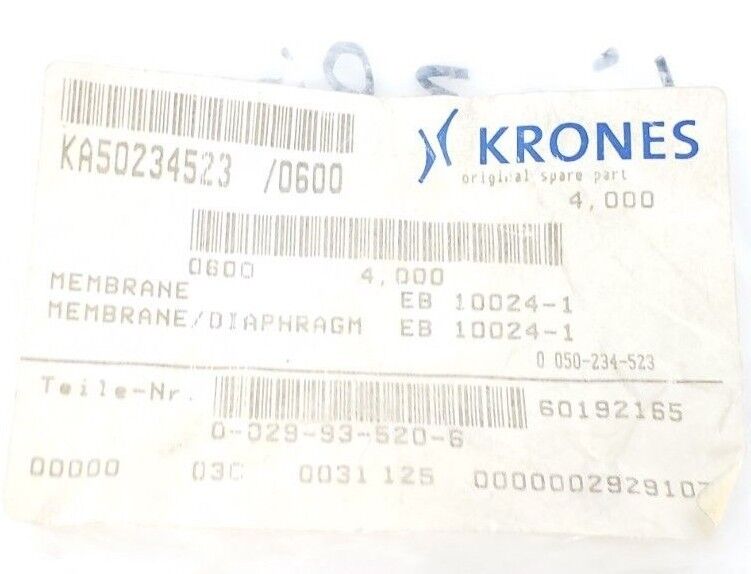 KA50234523 /0600
KRONES
original spare part
4,000
0600 4,000
MEMBRANE EB 10024-1
MEMBRANE/DIAPHRAGM EB 10024-1
0 050-234-523
Teile-Nr. 60192165
0-029-93-520-6
00000 03C 0031 125